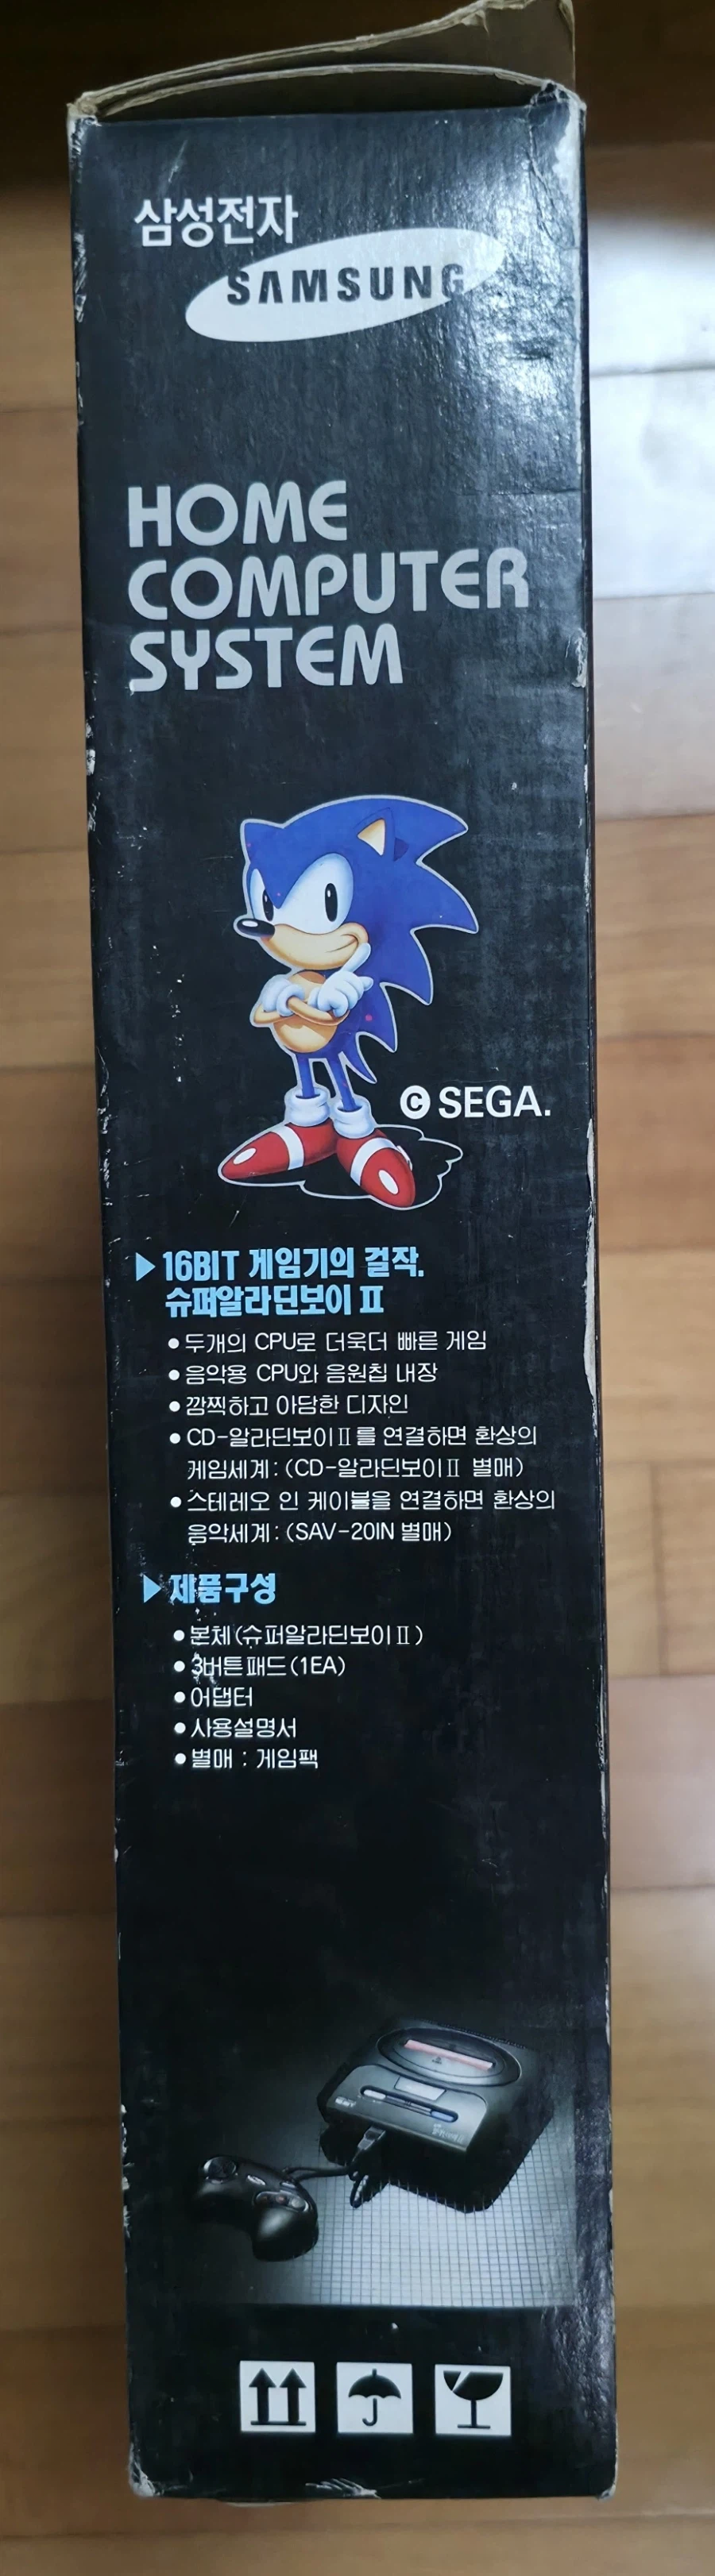 삼성전자
SAMSUNG
HOME
COMPUTER
SYSTEM
© SEGA.
▶16BIT 게임기의 걸작.
슈퍼알라딘보이 Ⅱ
•두개의 CPU로 더욱더 빠른 게임
•음악용 CPU와 음원칩 내장
•깜찍하고 아담한 디자인
•CD-알라딘보이Ⅱ를 연결하면 환상의
게임세계:(CD-알라딘보이Ⅱ 별매)
•스테레오 인 케이블을 연결하면 환상의
음악세계:(SAV-20IN 별매)
▶제품구성
•본체(슈퍼알라딘보이Ⅱ)
•3버튼패드(1EA)
•어댑터
•사용설명서
•별매 : 게임팩